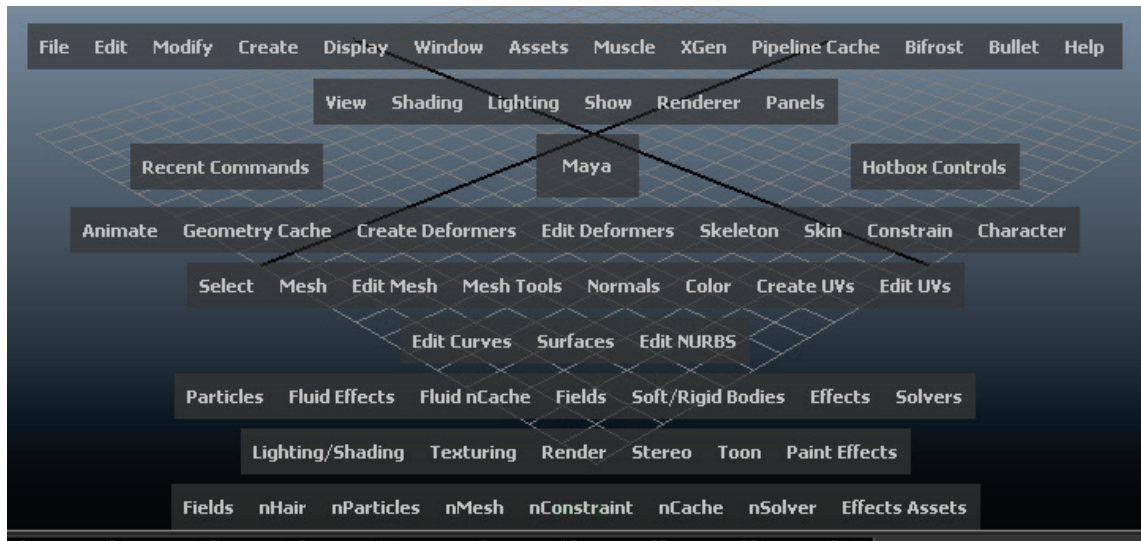 File Edit Modify Create Display Window Assets Muscle XGen Pipeline Cache Bifrost Bullet Help
View Shading Lighting Show Renderer Panels
Recent Commands Maya Hotbox Controls
Animate Geometry Cache Create Deformers Edit Deformers Skeleton Skin Constrain Character
Select Mesh Edit Mesh Mesh Tools Normals Color Create UVs Edit UVs
Edit Curves Surfaces Edit NURBS
Particles Fluid Effects Fluid nCache Fields Soft/Rigid Bodies Effects Solvers
Lighting/Shading Texturing Render Stereo Toon Paint Effects
Fields nHair nParticles nMesh nConstraint nCache nSolver Effects Assets